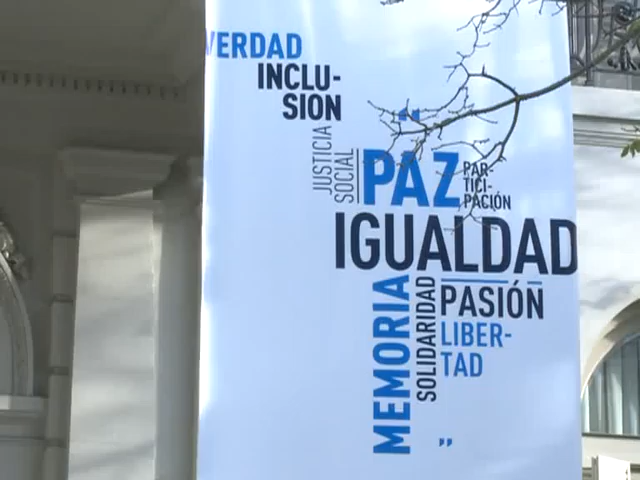 VERDAD
INCLU-
SION
JUSTICIA
SOCIAL
PAZ
PAR-
TICI-
PACIÓN
IGUALDAD
MEMORIA
SOLIDARIDAD
PASIÓN
LIBER-
TAD
”